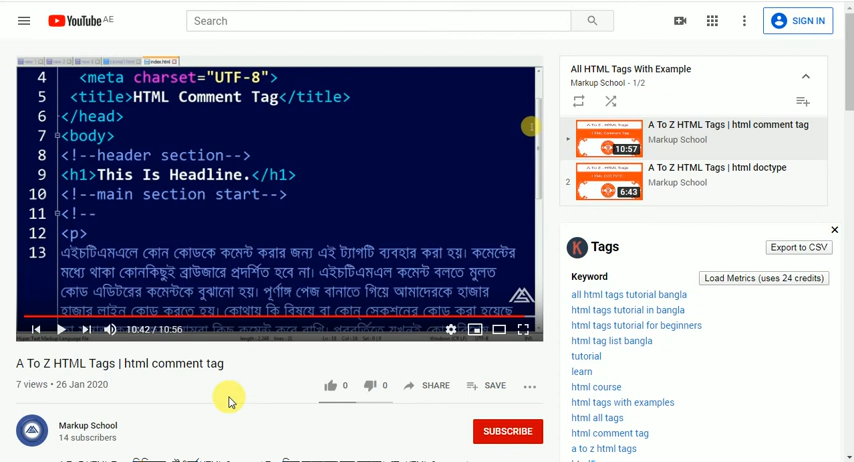 YouTube AE
Search
SIGN IN
4 <meta charset="UTF-8">
5 <title>HTML Comment Tag</title>
6 </head>
7 <body>
8 <!--header section-->
9 <h1>This Is Headline.</h1>
10 <!--main section start-->
11 <!--
12 <p>
13 এইচটিএমএলে কোন কোডকে কমেন্ট করার জন্য এই ট্যাগটি ব্যবহার করা হয়। কমেন্টের
মধ্যে থাকা কোনকিছুই ব্রাউজারে প্রদর্শিত হবে না। এইচটিএমএল কমেন্ট বলতে মুলত
কোড এডিটরের কমেন্টকে বুঝানো হয়। পূর্ণাঙ্গ পেজ বানাতে গিয়ে আমাদেরকে হাজার
হাজার লাইন কোড করতে হয়। কোথায় কি বিষয়ে বা কোন সেকশনের কোড করা হয়েছে
10:42 / 10:56
A To Z HTML Tags | html comment tag
7 views • 26 Jan 2020
0
0
SHARE
SAVE
Markup School
14 subscribers
SUBSCRIBE
All HTML Tags With Example
Markup School - 1/2
A To Z HTML Tags | html comment tag
Markup School
10:57
2
A To Z HTML Tags | html doctype
Markup School
6:43
K Tags
Export to CSV
Keyword
Load Metrics (uses 24 credits)
all html tags tutorial bangla
html tags tutorial in bangla
html tags tutorial for beginners
html tag list bangla
tutorial
learn
html course
html tags with examples
html all tags
html comment tag
a to z html tags